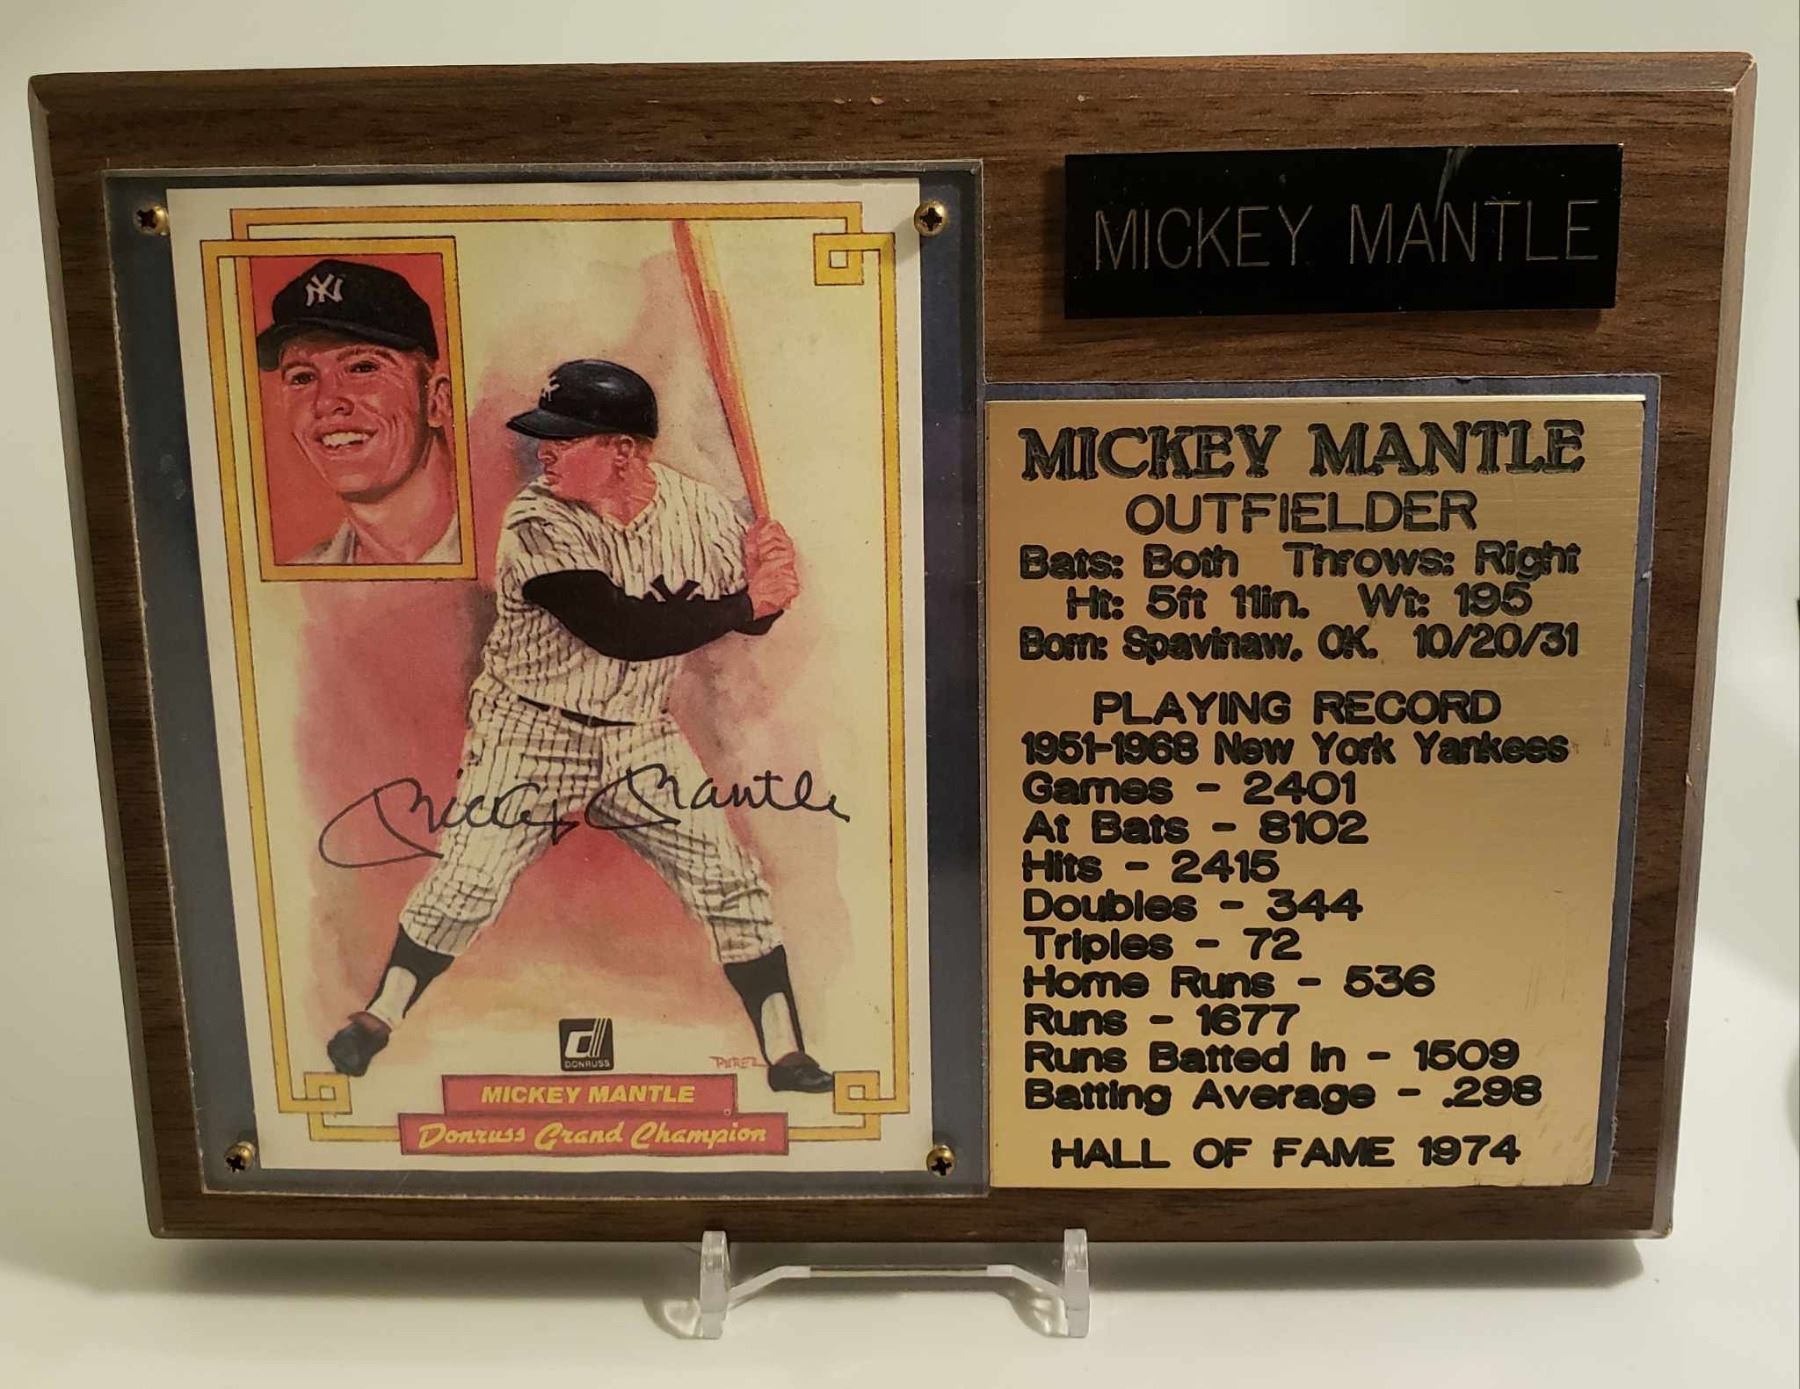 NY
NY
NY
Mickey Mantle
DONRUSS
PEREZ
MICKEY MANTLE
Donruss Grand Champion
MICKEY MANTLE
MICKEY MANTLE
OUTFIELDER
Bats: Both Throws: Right
Ht: 5ft 11in. Wt: 195
Born: Spavinaw, OK. 10/20/31
PLAYING RECORD
1951-1968 New York Yankees
Games - 2401
At Bats - 8102
Hits - 2415
Doubles - 344
Triples - 72
Home Runs - 536
Runs - 1677
Runs Batted In - 1509
Batting Average - .298
HALL OF FAME 1974